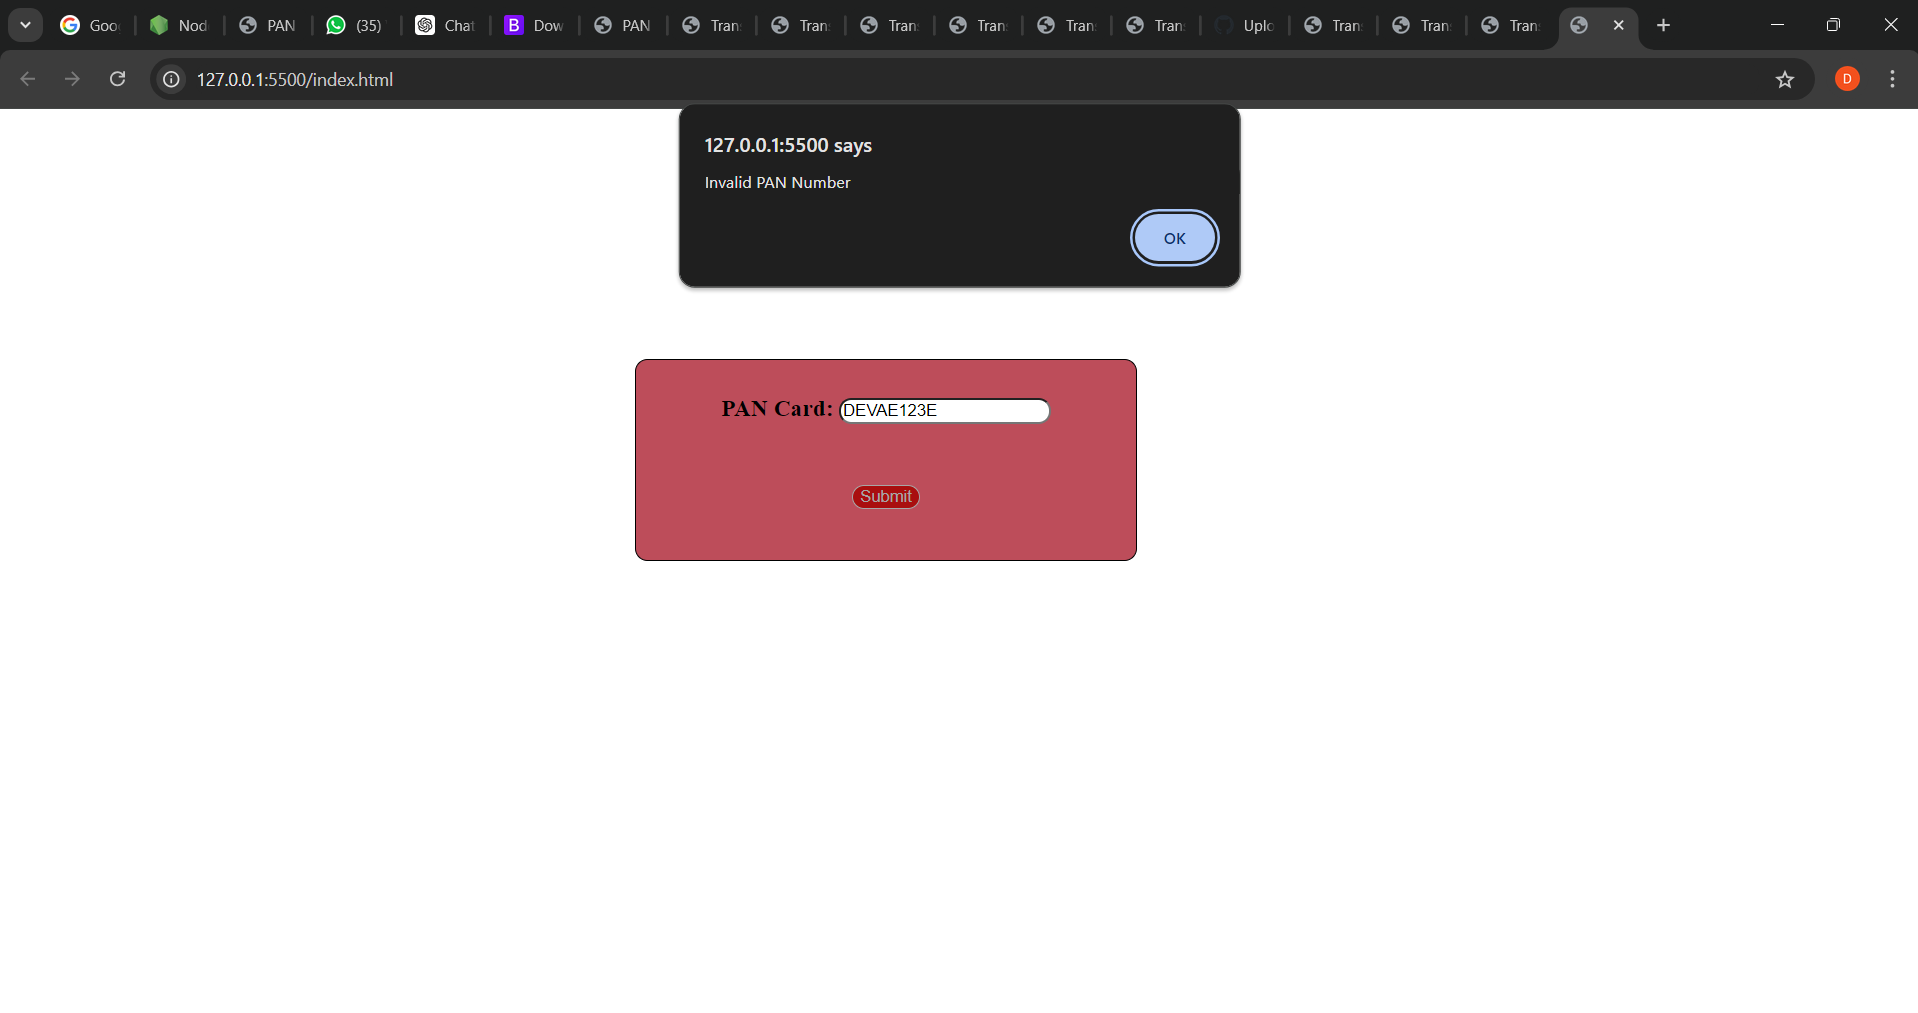 Goo
Nod
PAN
(35)
Chat
B
Dow
PAN
Tran
Tran
Tran
Tran
Tran
Tran
Uplo
Tran
Tran
Tran
127.0.0.1:5500/index.html
D
127.0.0.1:5500 says
Invalid PAN Number
OK
PAN Card: DEVAE123E
Submit